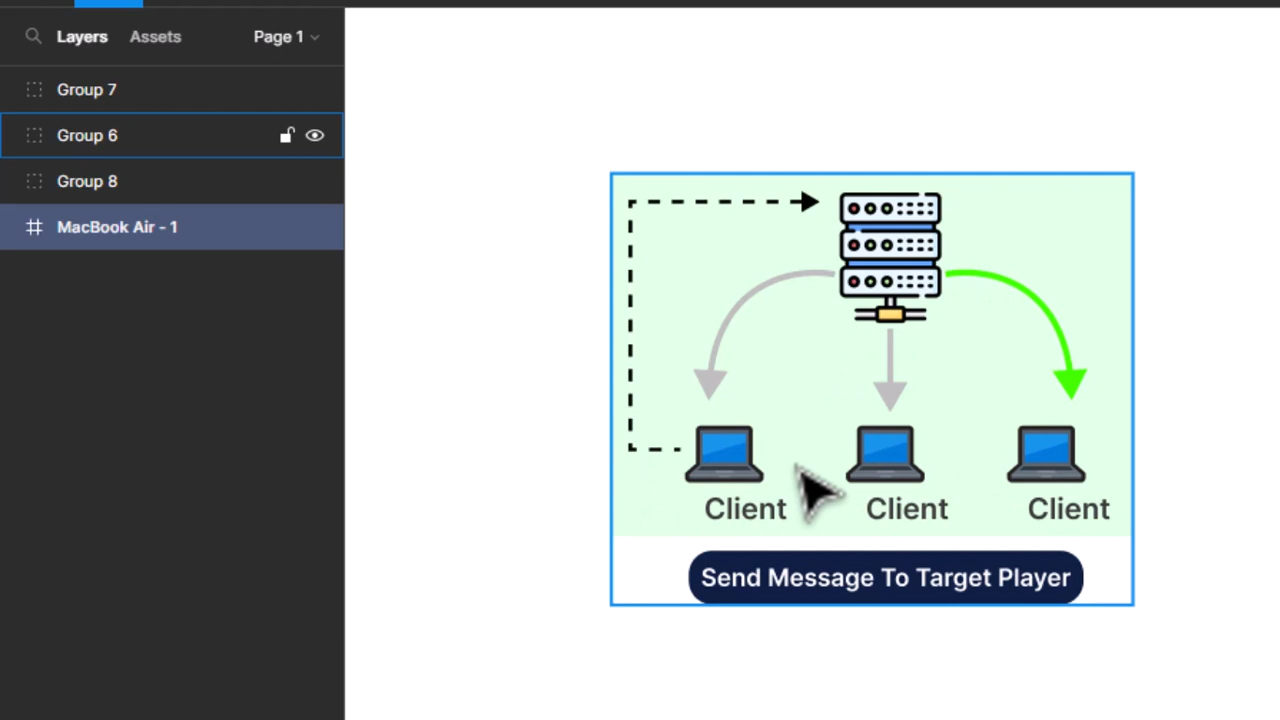 Layers Assets Page 1
Group 7
Group 6
Group 8
MacBook Air - 1
Client Client Client
Send Message To Target Player